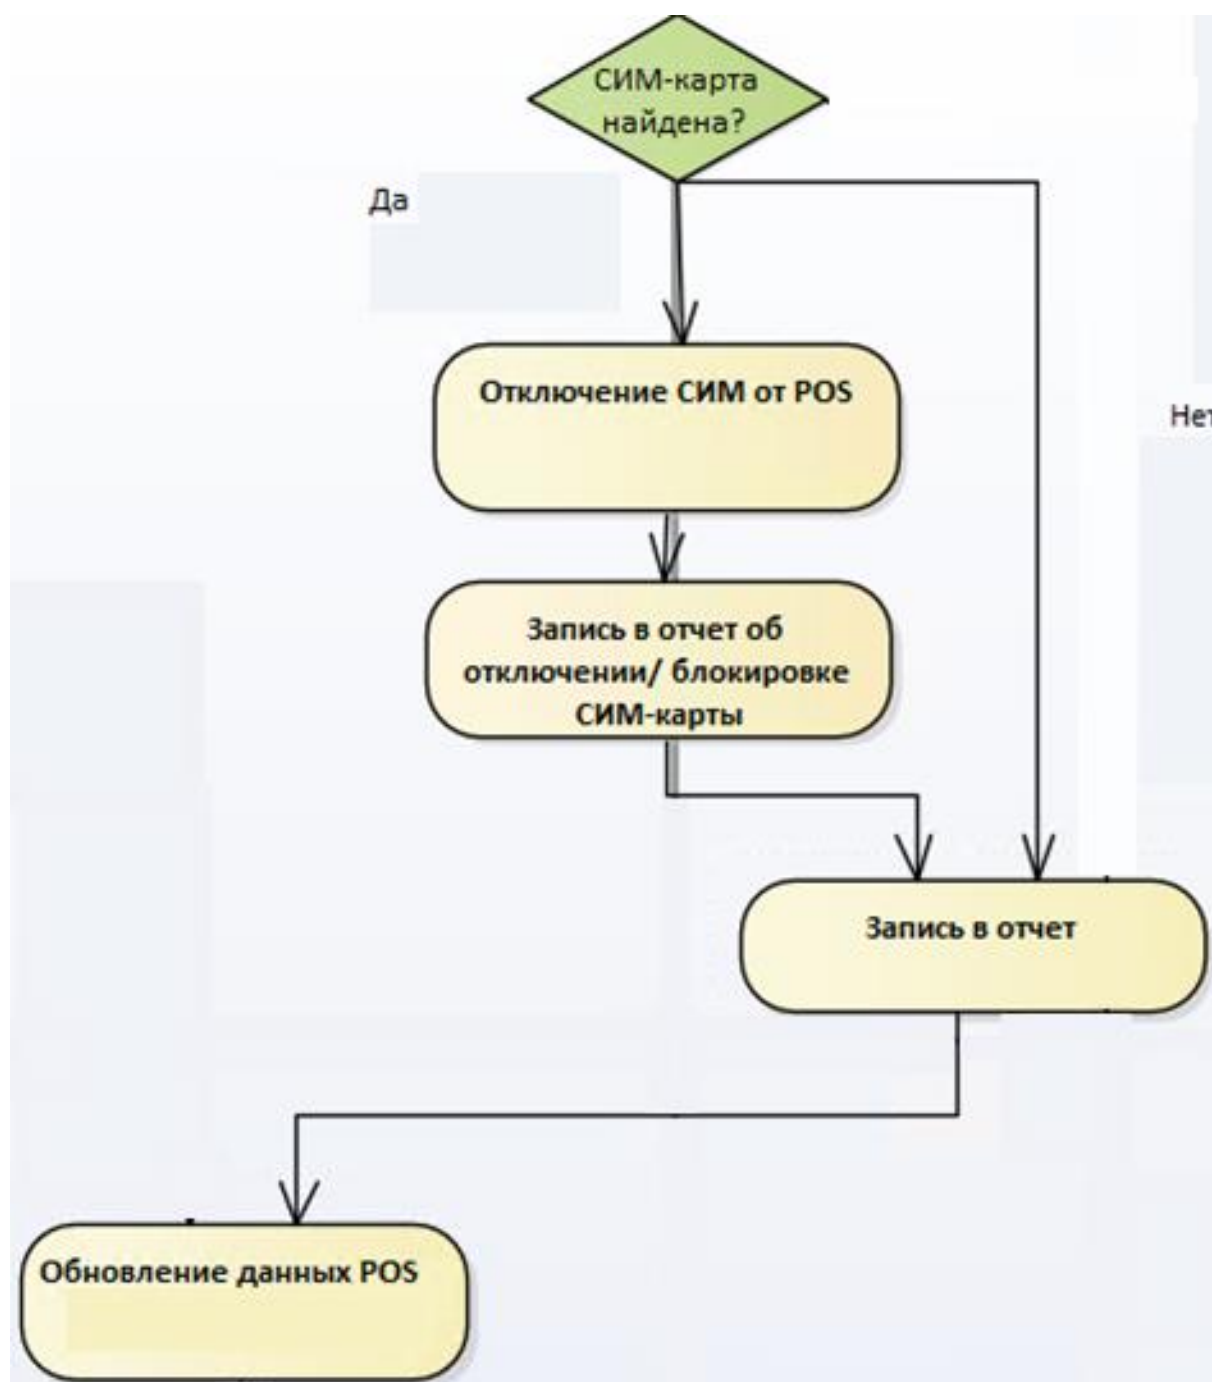 СИМ-карта
найдена?
Да
Отключение СИМ от POS
Нет
Запись в отчет об
отключении/ блокировке
СИМ-карты
Запись в отчет
Обновление данных POS